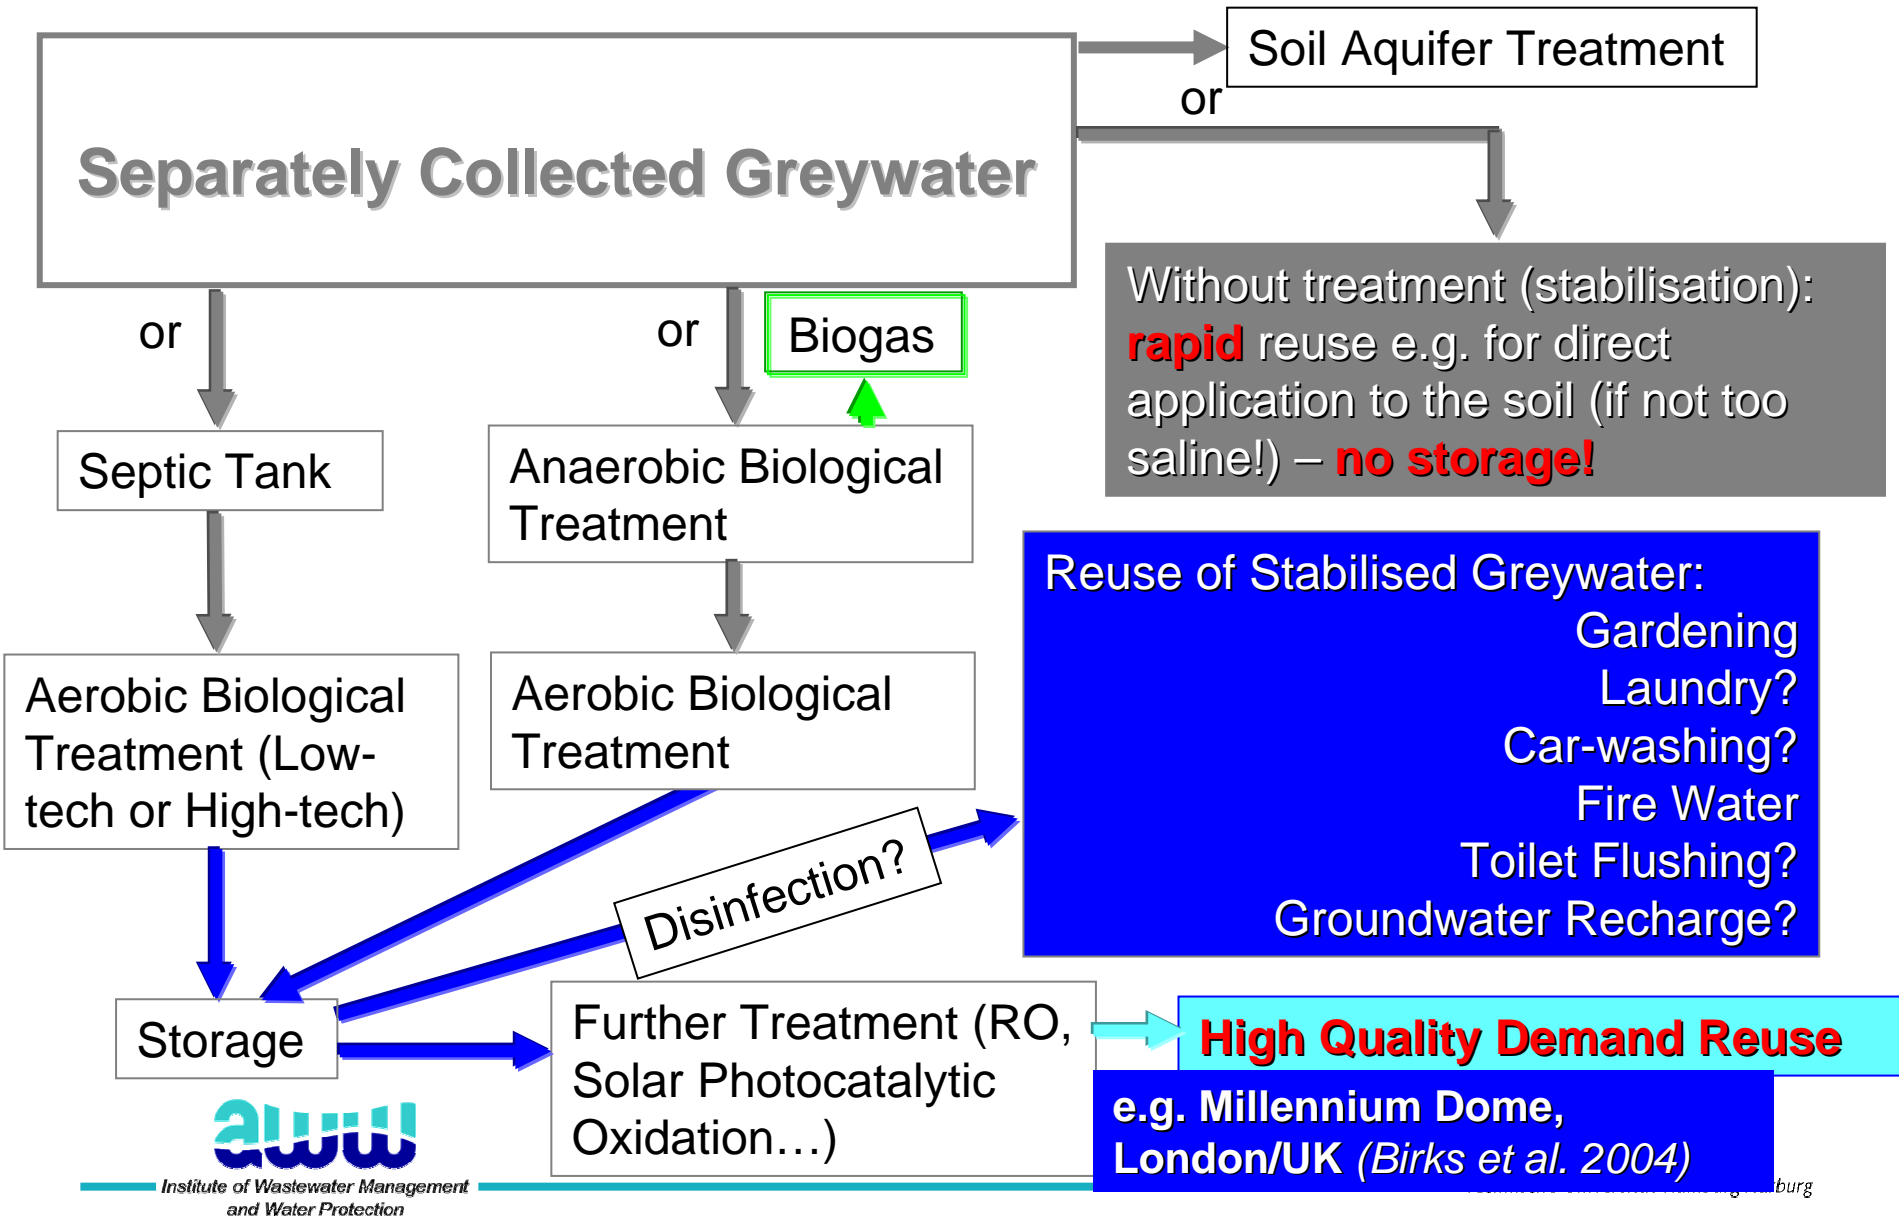 Soil Aquifer Treatment
or
Separately Collected Greywater
Without treatment (stabilisation):
rapid reuse e.g. for direct
application to the soil (if not too
saline!) – no storage!
or
or
Biogas
Septic Tank
Anaerobic Biological
Treatment
Reuse of Stabilised Greywater:
Gardening
Laundry?
Car-washing?
Fire Water
Toilet Flushing?
Groundwater Recharge?
Aerobic Biological
Treatment (Low-
tech or High-tech)
Aerobic Biological
Treatment
Disinfection?
Storage
Further Treatment (RO,
Solar Photocatalytic
Oxidation…)
High Quality Demand Reuse
e.g. Millennium Dome,
London/UK (Birks et al. 2004)
aww
Institute of Wastewater Management
and Water Protection